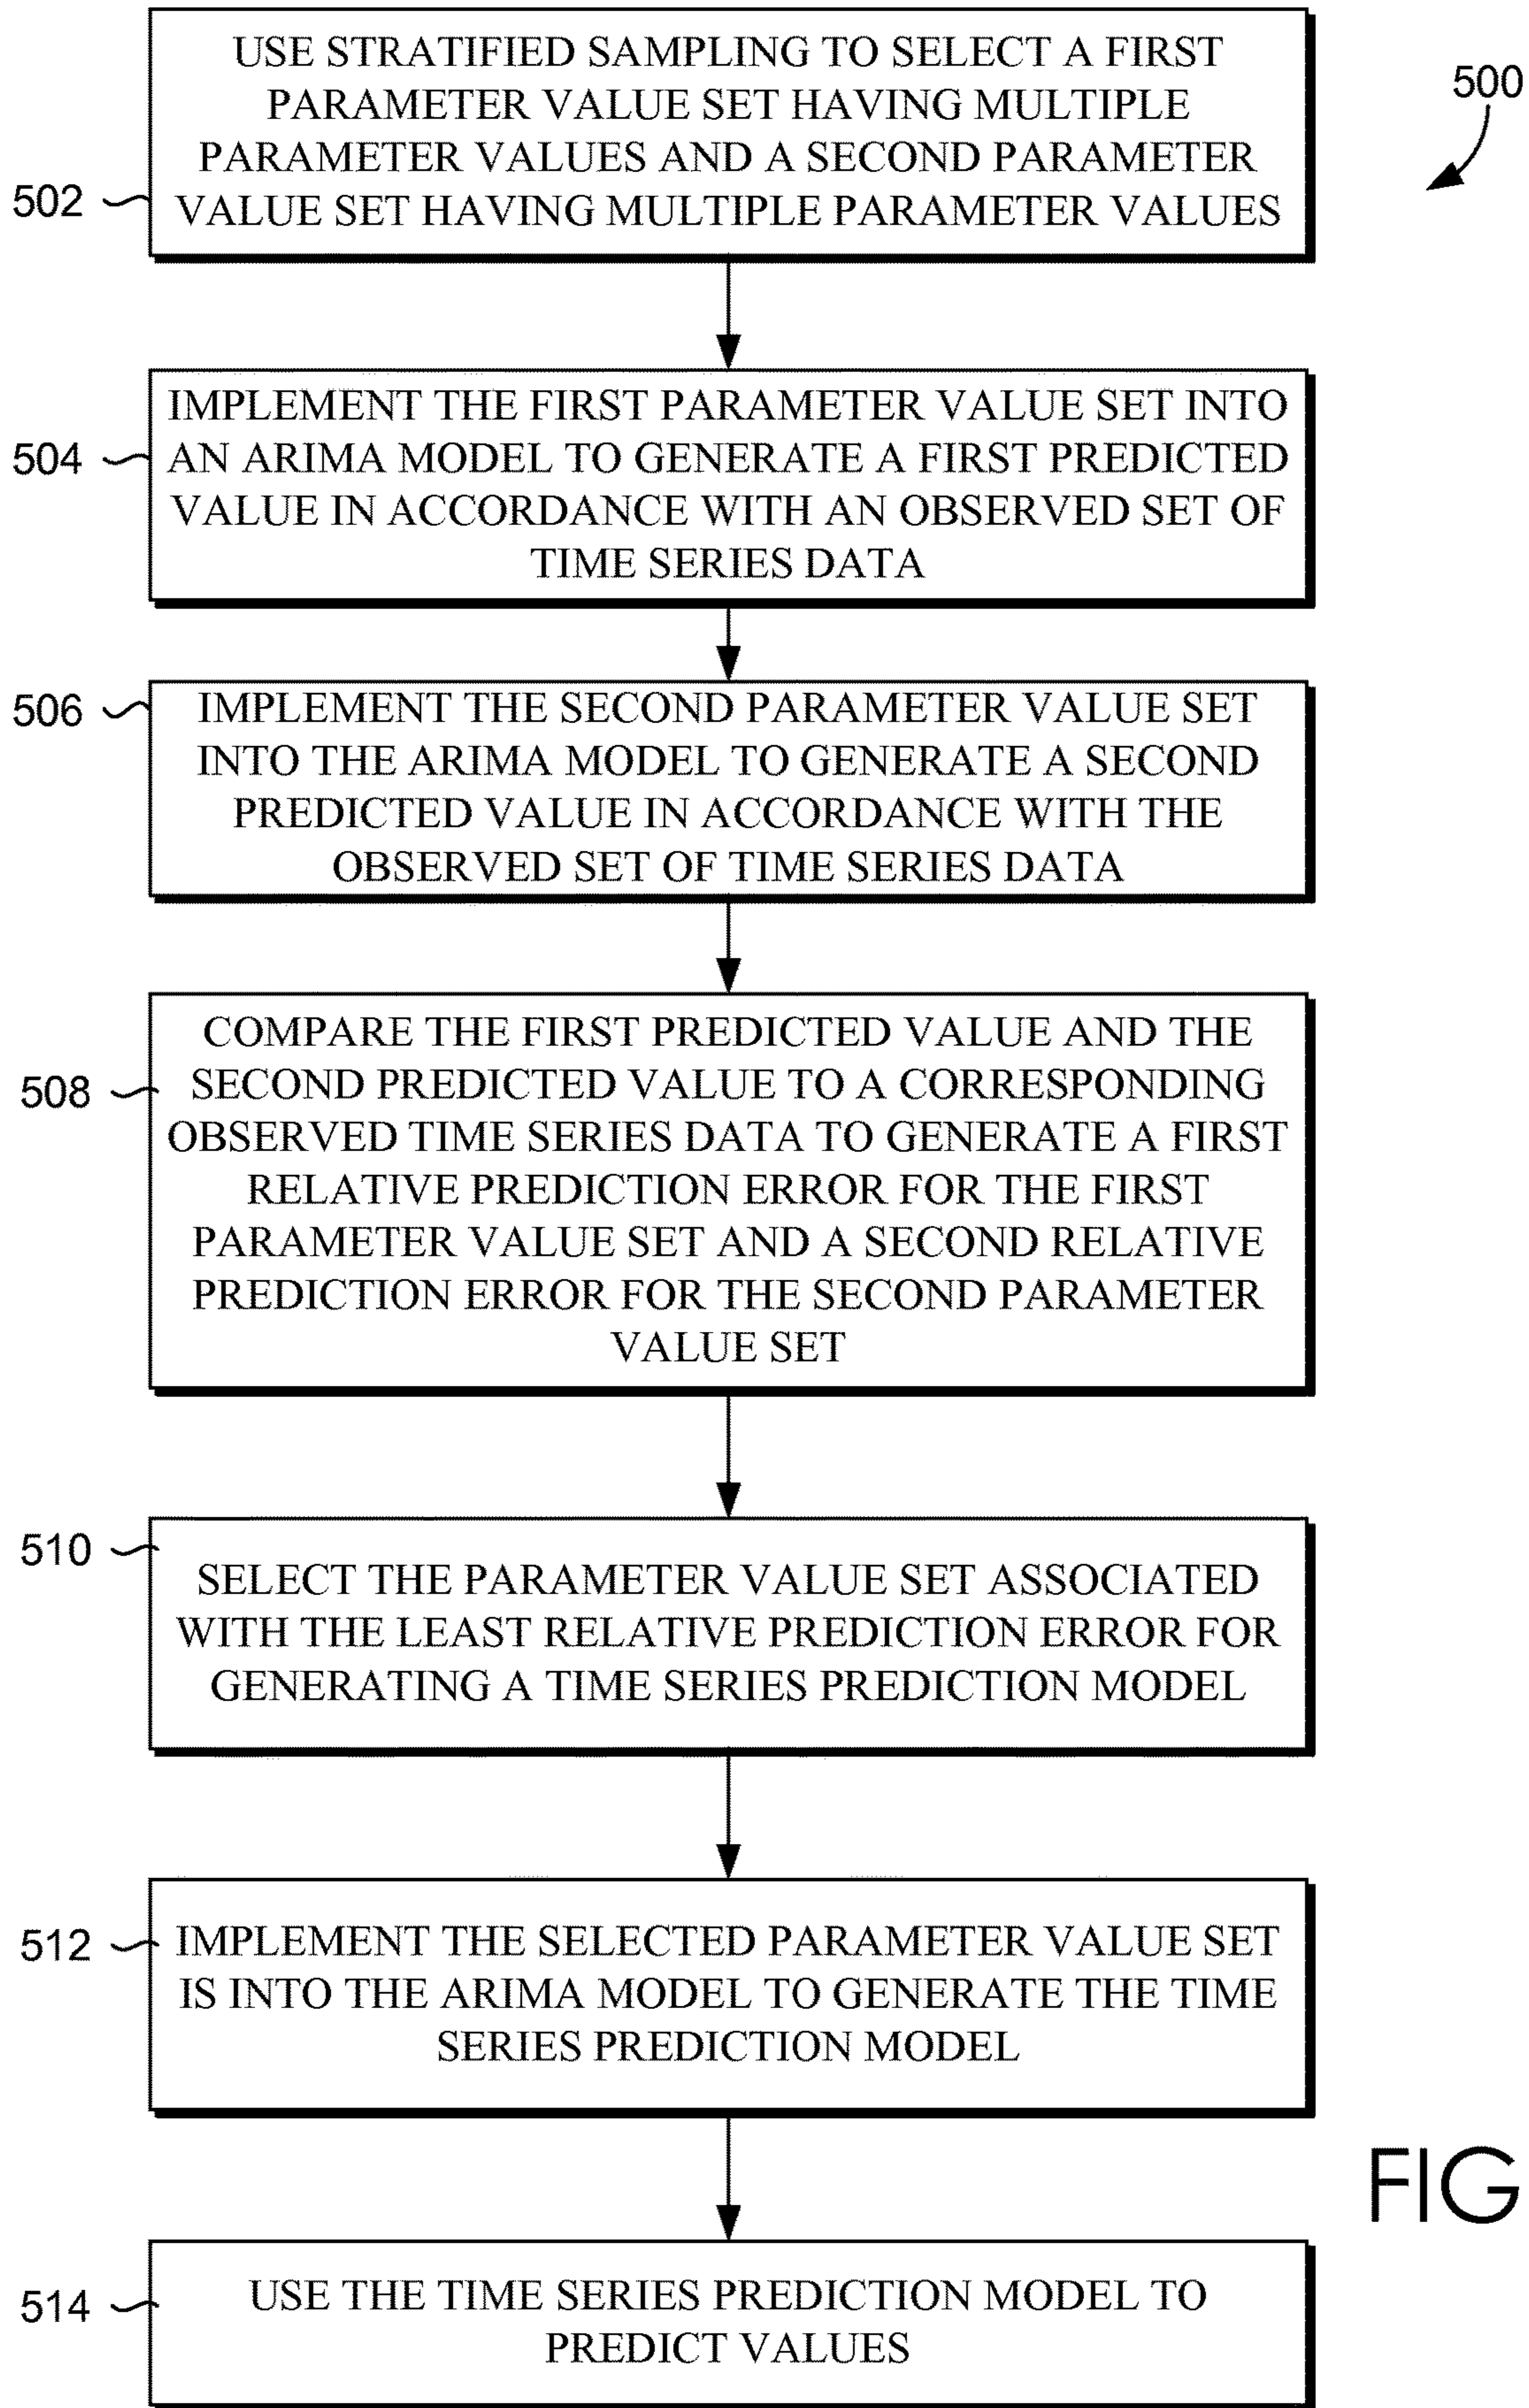 USE STRATIFIED SAMPLING TO SELECT A FIRST
PARAMETER VALUE SET HAVING MULTIPLE
PARAMETER VALUES AND A SECOND PARAMETER
VALUE SET HAVING MULTIPLE PARAMETER VALUES
500
502
IMPLEMENT THE FIRST PARAMETER VALUE SET INTO
AN ARIMA MODEL TO GENERATE A FIRST PREDICTED
VALUE IN ACCORDANCE WITH AN OBSERVED SET OF
TIME SERIES DATA
504
IMPLEMENT THE SECOND PARAMETER VALUE SET
INTO THE ARIMA MODEL TO GENERATE A SECOND
PREDICTED VALUE IN ACCORDANCE WITH THE
OBSERVED SET OF TIME SERIES DATA
506
COMPARE THE FIRST PREDICTED VALUE AND THE
SECOND PREDICTED VALUE TO A CORRESPONDING
OBSERVED TIME SERIES DATA TO GENERATE A FIRST
RELATIVE PREDICTION ERROR FOR THE FIRST
PARAMETER VALUE SET AND A SECOND RELATIVE
PREDICTION ERROR FOR THE SECOND PARAMETER
VALUE SET
508
510
SELECT THE PARAMETER VALUE SET ASSOCIATED
WITH THE LEAST RELATIVE PREDICTION ERROR FOR
GENERATING A TIME SERIES PREDICTION MODEL
512
IMPLEMENT THE SELECTED PARAMETER VALUE SET
IS INTO THE ARIMA MODEL TO GENERATE THE TIME
SERIES PREDICTION MODEL
FIG
514
USE THE TIME SERIES PREDICTION MODEL TO
PREDICT VALUES